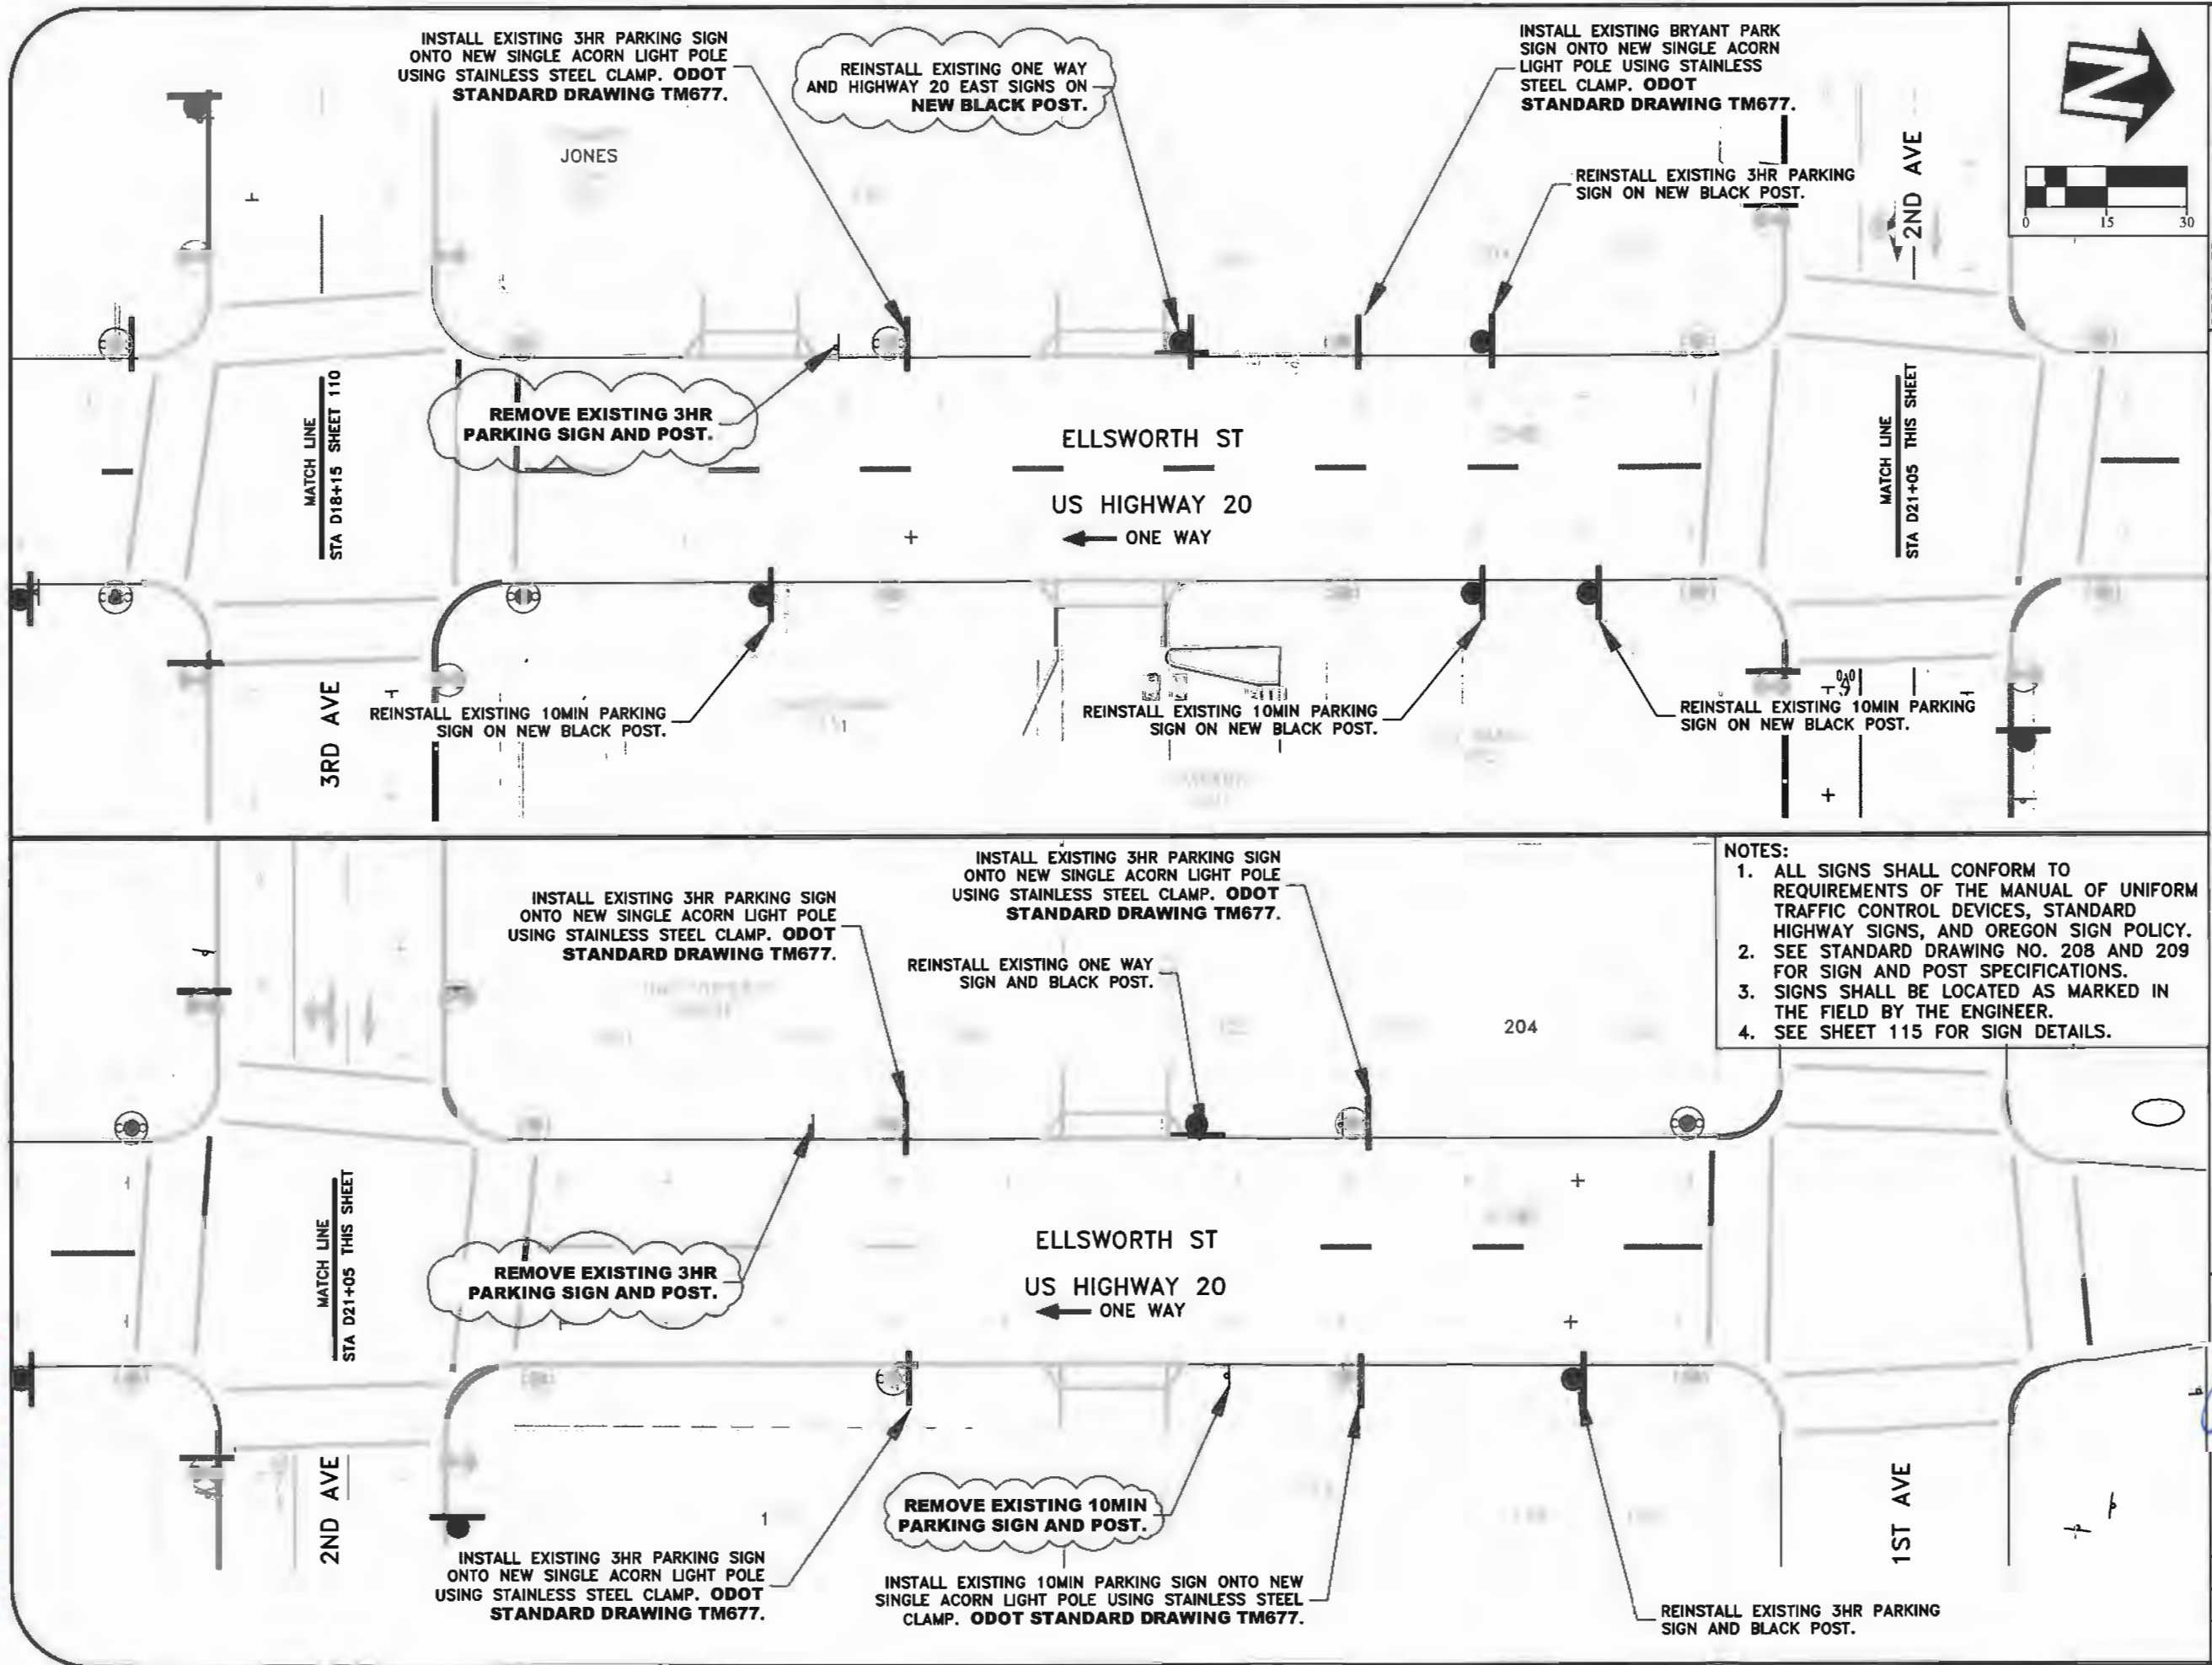 INSTALL EXISTING 3HR PARKING SIGN
ONTO NEW SINGLE ACORN LIGHT POLE
USING STAINLESS STEEL CLAMP. ODOT
STANDARD DRAWING TM677.
REINSTALL EXISTING ONE WAY
AND HIGHWAY 20 EAST SIGNS ON
NEW BLACK POST.
INSTALL EXISTING BRYANT PARK
SIGN ONTO NEW SINGLE ACORN
LIGHT POLE USING STAINLESS
STEEL CLAMP. ODOT
STANDARD DRAWING TM677.
N
0 15 30
JONES
REINSTALL EXISTING 3HR PARKING
SIGN ON NEW BLACK POST.
2ND AVE
MATCH LINE
STA D18+15 SHEET 110
REMOVE EXISTING 3HR
PARKING SIGN AND POST.
ELLSWORTH ST
US HIGHWAY 20
ONE WAY
MATCH LINE
STA D21+05 THIS SHEET
3RD AVE
REINSTALL EXISTING 10MIN PARKING
SIGN ON NEW BLACK POST.
REINSTALL EXISTING 10MIN PARKING
SIGN ON NEW BLACK POST.
REINSTALL EXISTING 10MIN PARKING
SIGN ON NEW BLACK POST.
INSTALL EXISTING 3HR PARKING SIGN
ONTO NEW SINGLE ACORN LIGHT POLE
USING STAINLESS STEEL CLAMP. ODOT
STANDARD DRAWING TM677.
INSTALL EXISTING 3HR PARKING SIGN
ONTO NEW SINGLE ACORN LIGHT POLE
USING STAINLESS STEEL CLAMP. ODOT
STANDARD DRAWING TM677.
REINSTALL EXISTING ONE WAY
SIGN AND BLACK POST.
204
NOTES:
1. ALL SIGNS SHALL CONFORM TO
REQUIREMENTS OF THE MANUAL OF UNIFORM
TRAFFIC CONTROL DEVICES, STANDARD
HIGHWAY SIGNS, AND OREGON SIGN POLICY.
2. SEE STANDARD DRAWING NO. 208 AND 209
FOR SIGN AND POST SPECIFICATIONS.
3. SIGNS SHALL BE LOCATED AS MARKED IN
THE FIELD BY THE ENGINEER.
4. SEE SHEET 115 FOR SIGN DETAILS.
MATCH LINE
STA D21+05 THIS SHEET
REMOVE EXISTING 3HR
PARKING SIGN AND POST.
ELLSWORTH ST
US HIGHWAY 20
ONE WAY
2ND AVE
1
REMOVE EXISTING 10MIN
PARKING SIGN AND POST.
1ST AVE
INSTALL EXISTING 3HR PARKING SIGN
ONTO NEW SINGLE ACORN LIGHT POLE
USING STAINLESS STEEL CLAMP. ODOT
STANDARD DRAWING TM677.
INSTALL EXISTING 10MIN PARKING SIGN ONTO NEW
SINGLE ACORN LIGHT POLE USING STAINLESS STEEL
CLAMP. ODOT STANDARD DRAWING TM677.
REINSTALL EXISTING 3HR PARKING
SIGN AND BLACK POST.